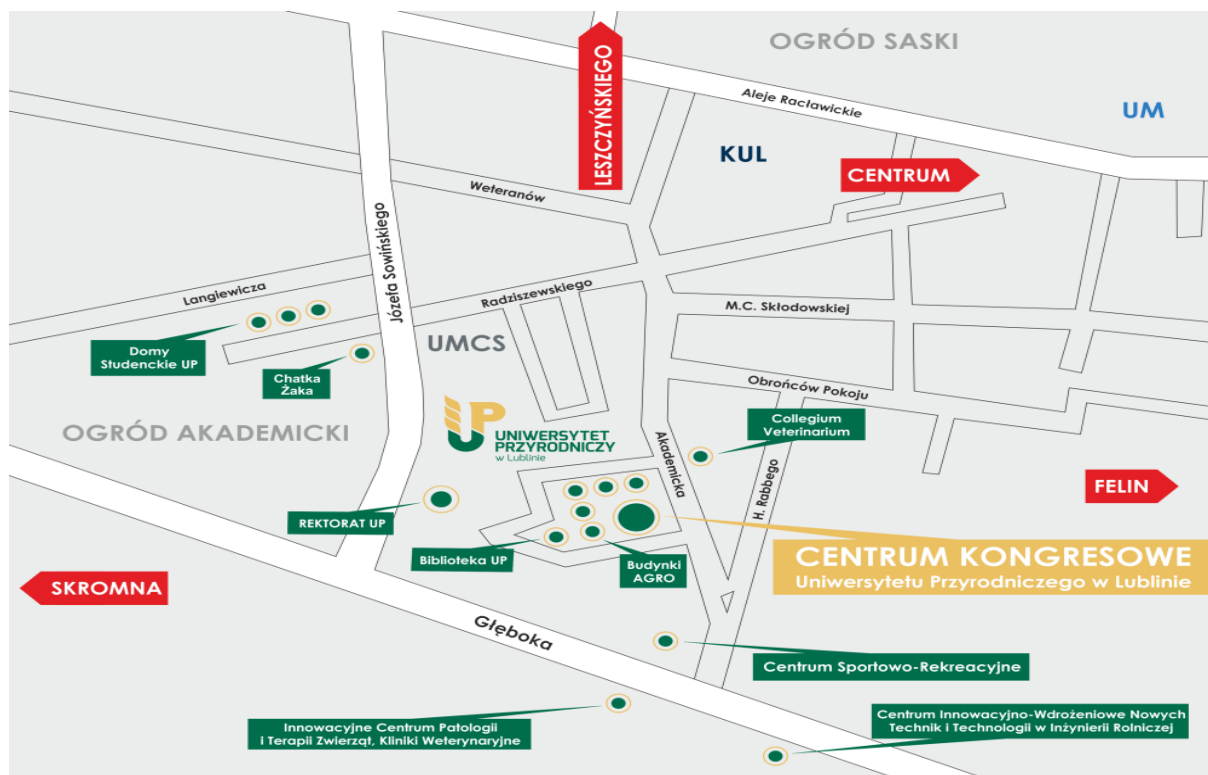 OGRÓD SASKI
LESZCZYŃSKIEGO
Aleje Racławickie
UM
KUL
CENTRUM
Weteranów
Józefa Sowińskiego
Langiewicza
Radziszewskiego
M.C. Skłodowskiej
UMCS
Domy
Studenckie UP
Chatka
Żaka
Obrońców Pokoju
OGRÓD AKADEMICKI
UP
UNIWERSYTET
PRZYRODNICZY
w Lublinie
Collegium
Veterinarium
Akademicka
H. Rabbego
FELIN
REKTORAT UP
Biblioteka UP
Budynki
AGRO
CENTRUM KONGRESOWE
Uniwersytetu Przyrodniczego w Lublinie
SKROMNA
Głęboka
Centrum Sportowo-Rekreacyjne
Innowacyjne Centrum Patologii
i Terapii Zwierząt, Kliniki Weterynaryjne
Centrum Innowacyjno-Wdrożeniowe Nowych
Technik i Technologii w Inżynierii Rolniczej